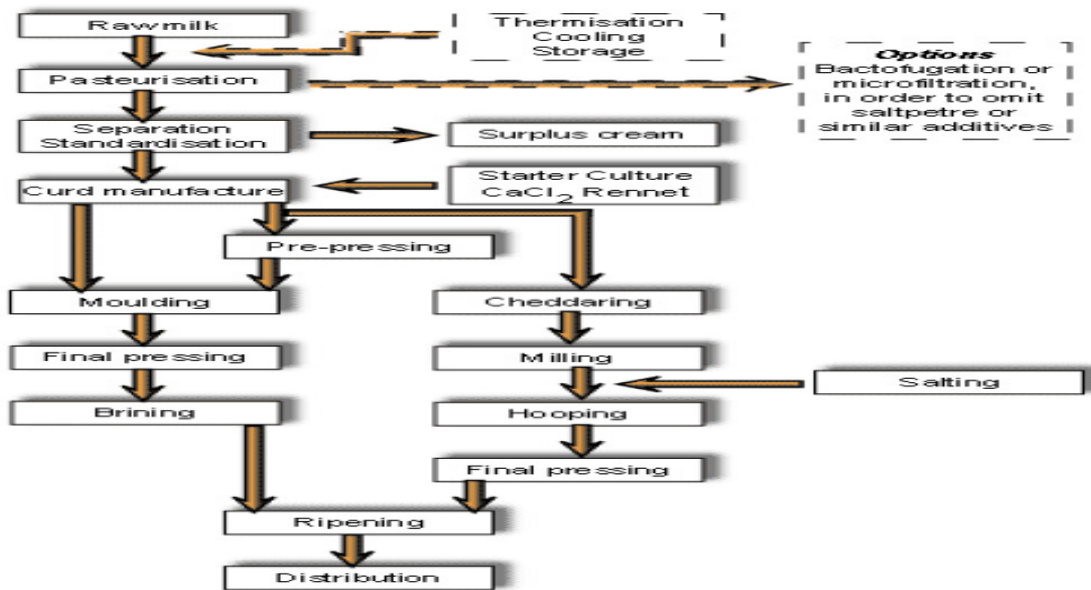 Raw milk
Thermisation
Cooling
Storage
Pasteurisation
Options
Bactofugation or
microfiltration,
in order to omit
saltpetre or
similar additives
Separation
Standardisation
Surplus cream
Curd manufacture
Starter Culture
CaCl2 Rennet
Pre-pressing
Moulding
Cheddaring
Final pressing
Milling
Salting
Brining
Hooping
Final pressing
Ripening
Distribution